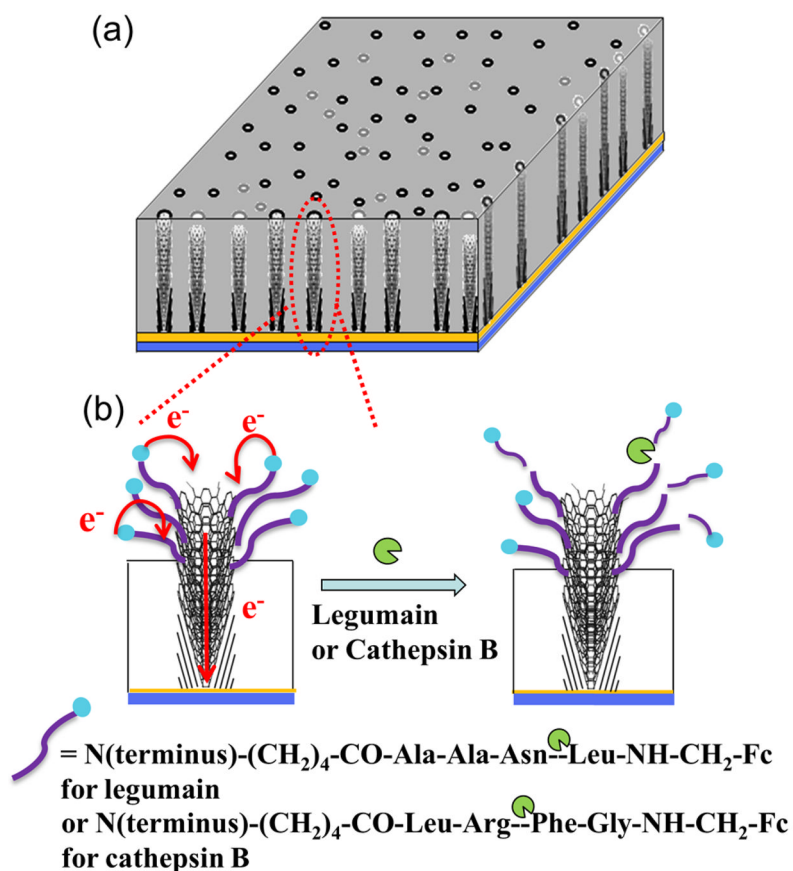 (a)
(b)
e⁻
e⁻
e⁻
e⁻
Legumain
or Cathepsin B
= N(terminus)-(CH₂)₄-CO-Ala-Ala-Asn--Leu-NH-CH₂-Fc
for legumain
or N(terminus)-(CH₂)₄-CO-Leu-Arg--Phe-Gly-NH-CH₂-Fc
for cathepsin B